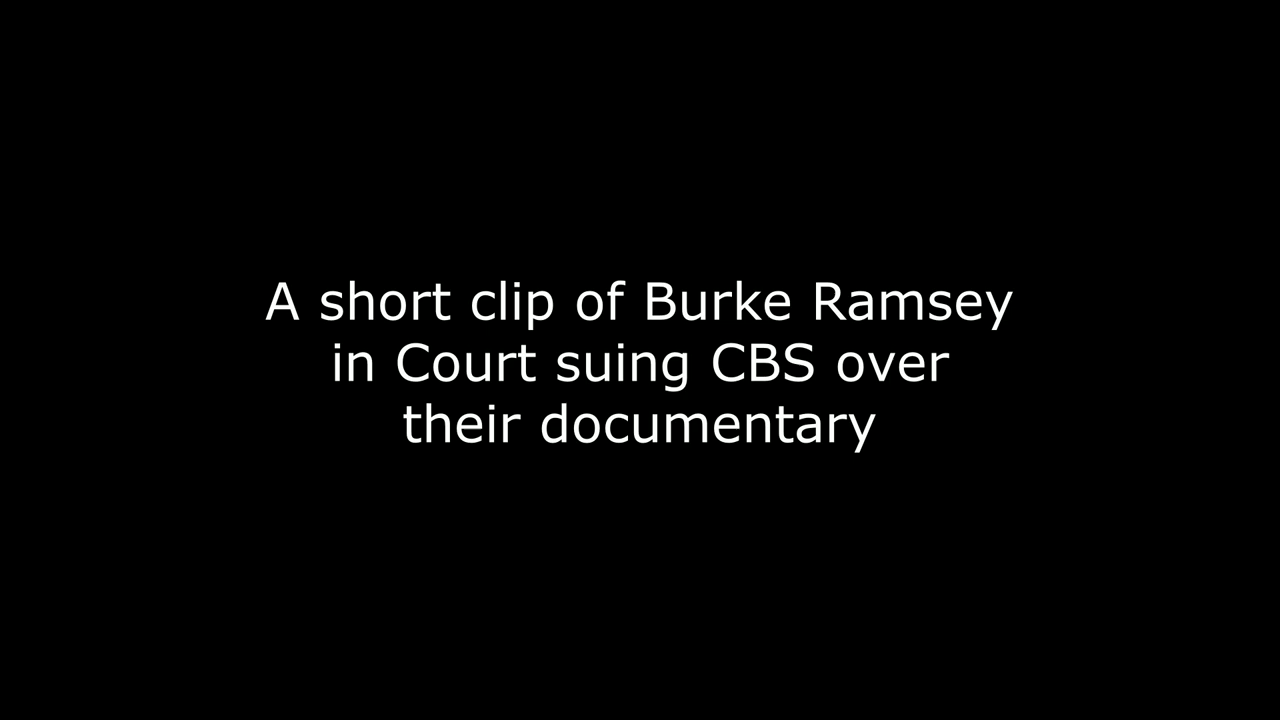 A short clip of Burke Ramsey
in Court suing CBS over
their documentary